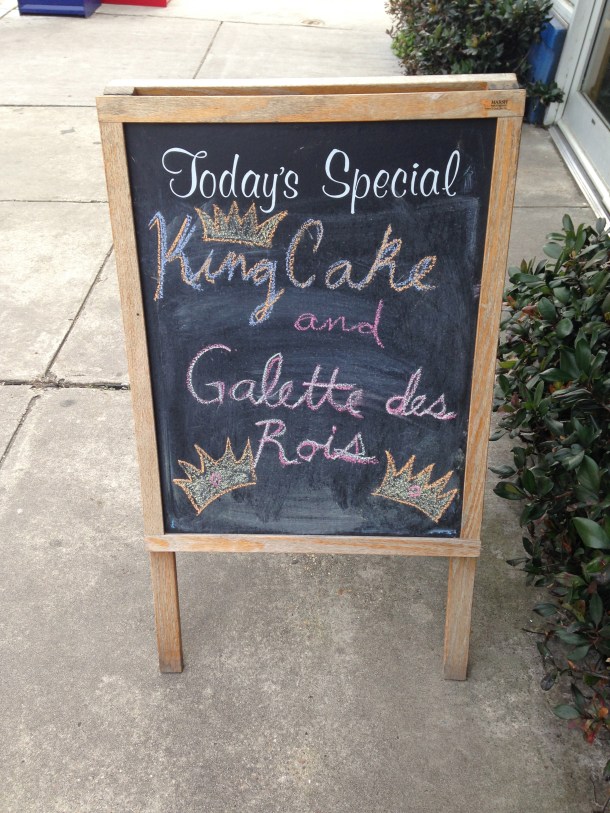 Today's Special
King Cake
and
Galette des
Rois